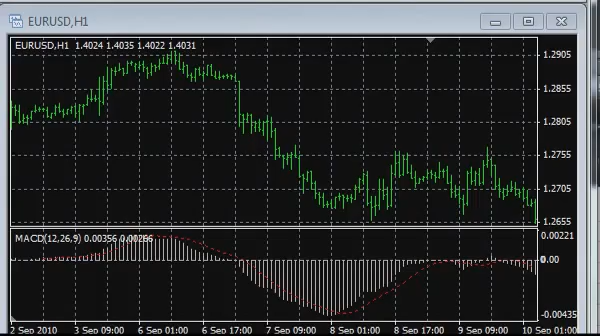 EURUSD,H1
EURUSD,H1 1.4024 1.4035 1.4022 1.4031
1.2905
1.2855
1.2805
1.2755
1.2705
1.2655
MACD(12,26,9) 0.00356 0.00266
0.00221
0.00
-0.00435
2 Sep 2010 3 Sep 09:00 6 Sep 01:00 6 Sep 17:00 7 Sep 09:00 8 Sep 01:00 8 Sep 17:00 9 Sep 09:00 10 Sep 01:00